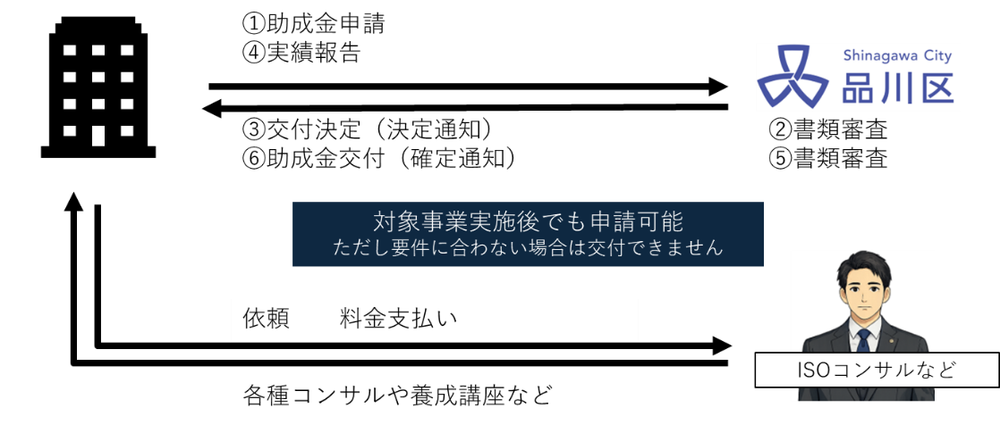 ①助成金申請
④実績報告
Shinagawa City
品川区
③交付決定（決定通知）
⑥助成金交付（確定通知）
②書類審査
⑤書類審査
対象事業実施後でも申請可能
ただし要件に合わない場合は交付できません
依頼　　料金支払い
ISOコンサルなど
各種コンサルや養成講座など